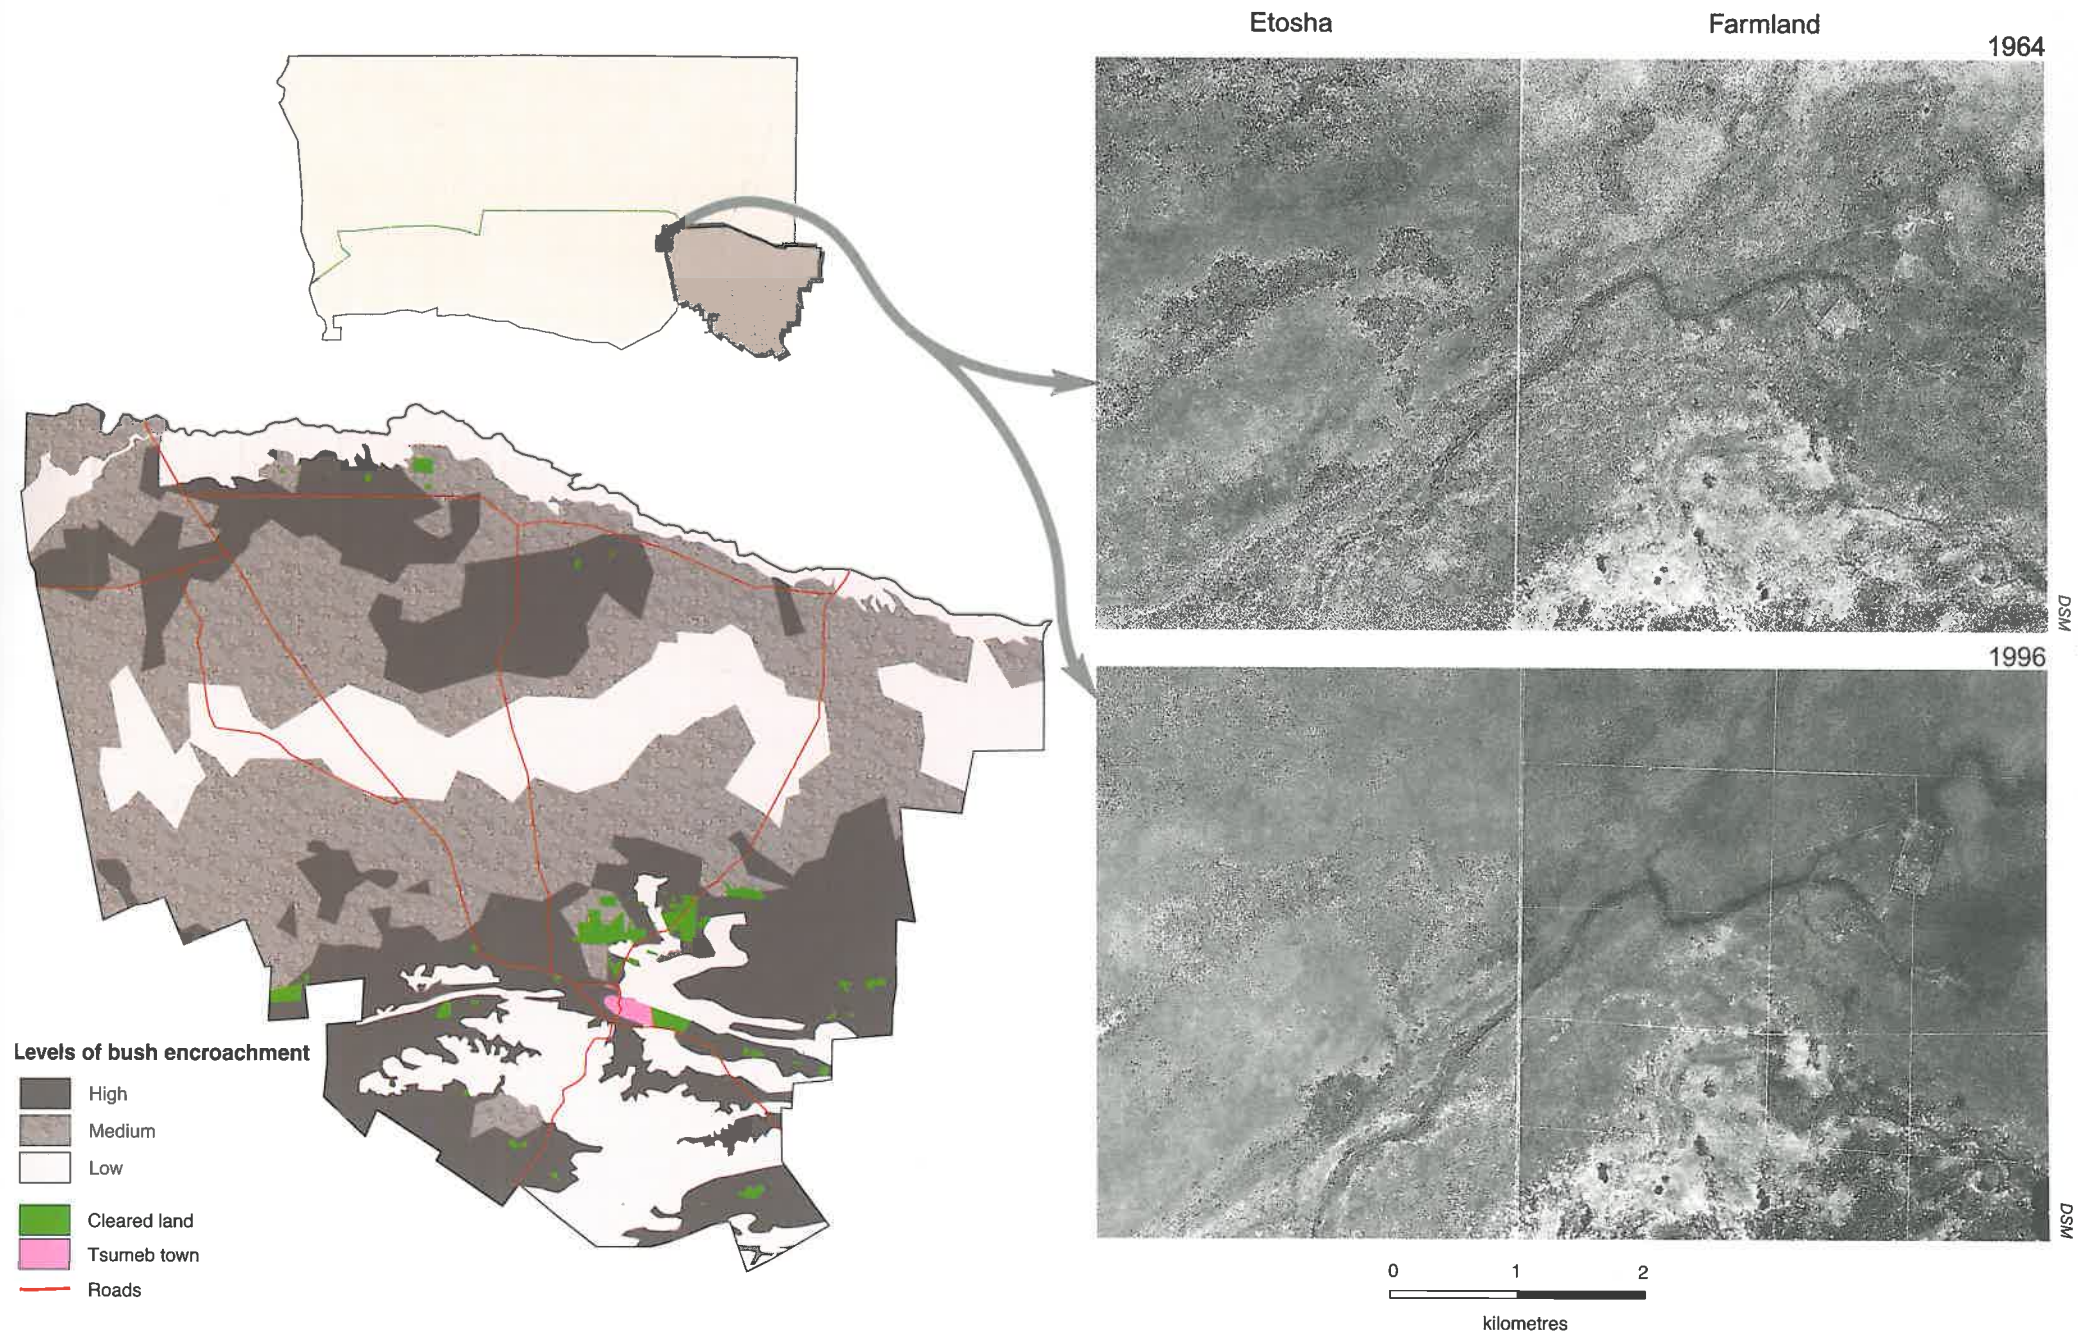 Etosha
Farmland
1964
DSM
1996
DSM
Levels of bush encroachment
High
Medium
Low
Cleared land
Tsumeb town
Roads
0 1 2
kilometres